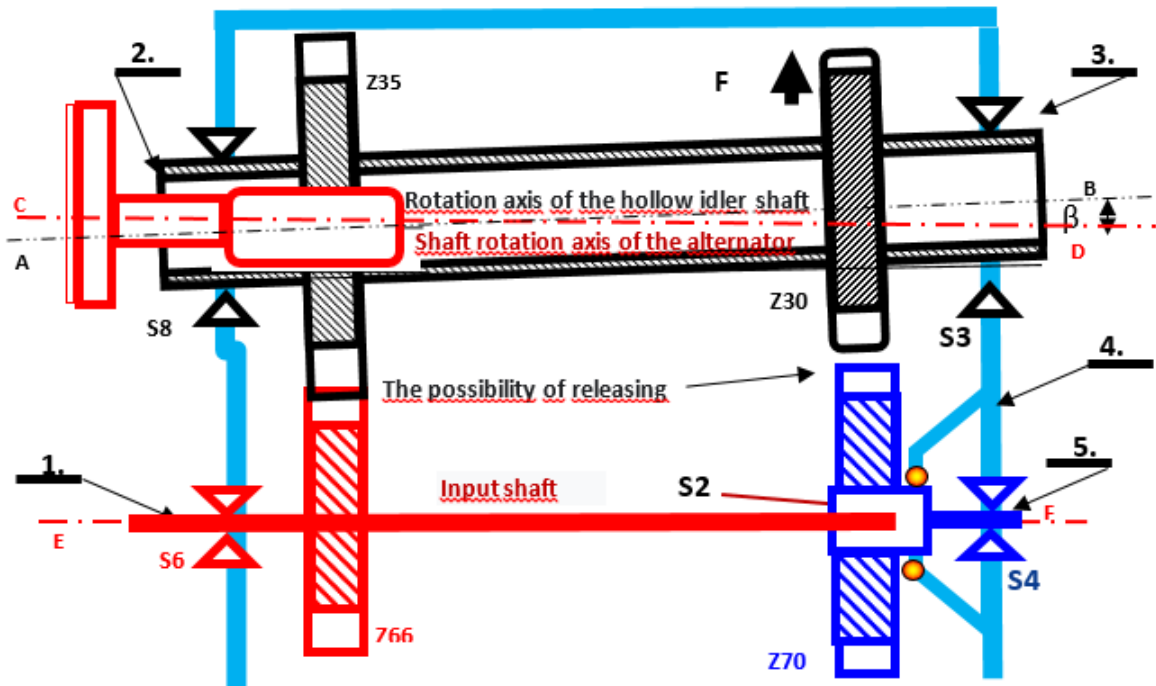 2.
3.
Z35
F
C
Rotation axis of the hollow idler shaft
B
β
Shaft rotation axis of the alternator
A
D
Z30
S8
S3
4.
The possibility of releasing
1.
5.
Input shaft
S2
E
F
S6
S4
Z66
Z70